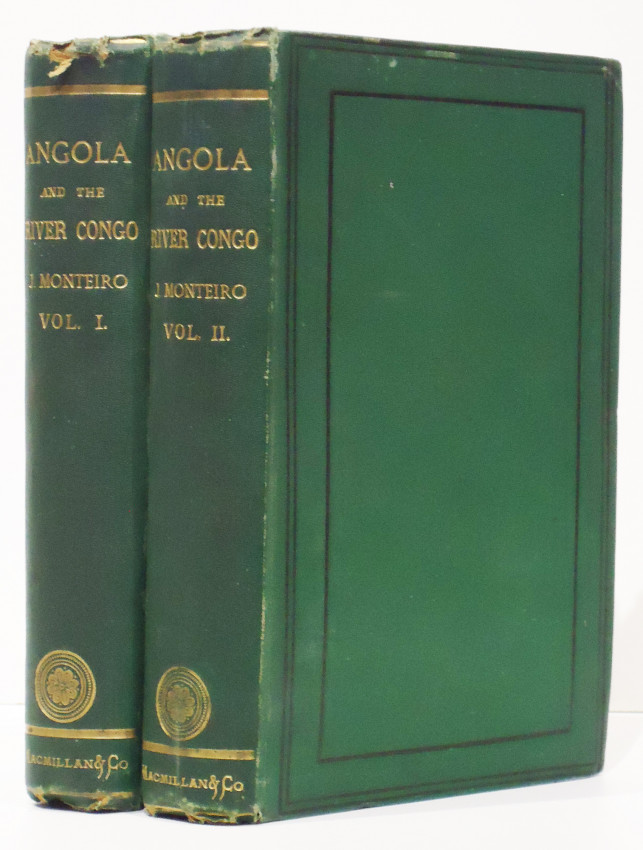 ANGOLA
AND THE
RIVER CONGO
J. MONTEIRO
VOL. I.
MACMILLAN & Co
ANGOLA
AND THE
RIVER CONGO
J. MONTEIRO
VOL. II.
MACMILLAN & Co